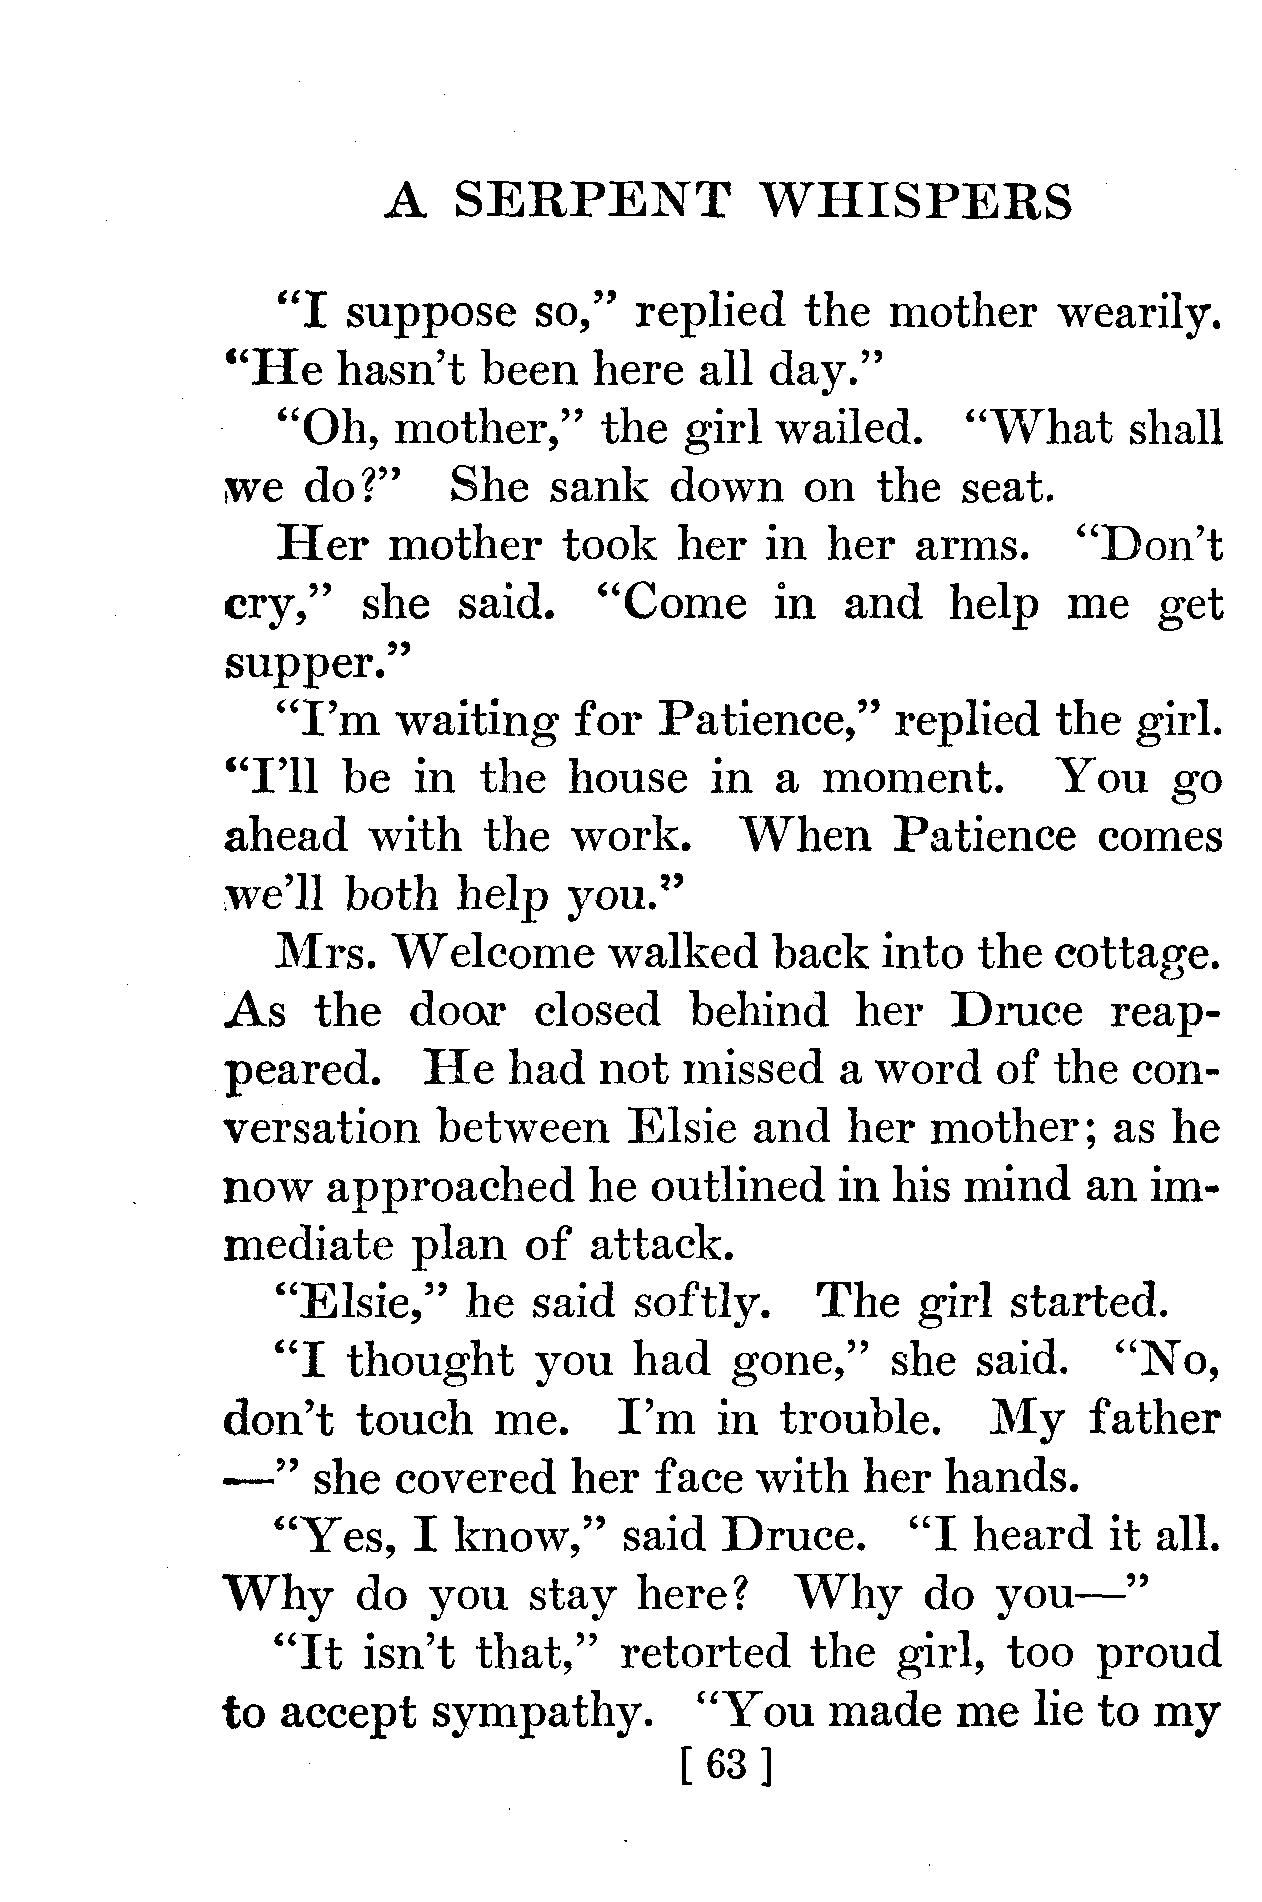 A SERPENT WHISPERS
“I suppose so,” replied the mother wearily.
“He hasn’t been here all day.”
“Oh, mother,” the girl wailed. “What shall
we do?” She sank down on the seat.
Her mother took her in her arms. “Don’t
cry,” she said. “Come in and help me get
supper.”
“I’m waiting for Patience,” replied the girl.
“I’ll be in the house in a moment. You go
ahead with the work. When Patience comes
we’ll both help you.”
Mrs. Welcome walked back into the cottage.
As the door closed behind her Druce reap-
peared. He had not missed a word of the con-
versation between Elsie and her mother; as he
now approached he outlined in his mind an im-
mediate plan of attack.
“Elsie,” he said softly. The girl started.
“I thought you had gone,” she said. “No,
don’t touch me. I’m in trouble. My father
—” she covered her face with her hands.
“Yes, I know,” said Druce. “I heard it all.
Why do you stay here? Why do you—”
“It isn’t that,” retorted the girl, too proud
to accept sympathy. “You made me lie to my
[ 63 ]